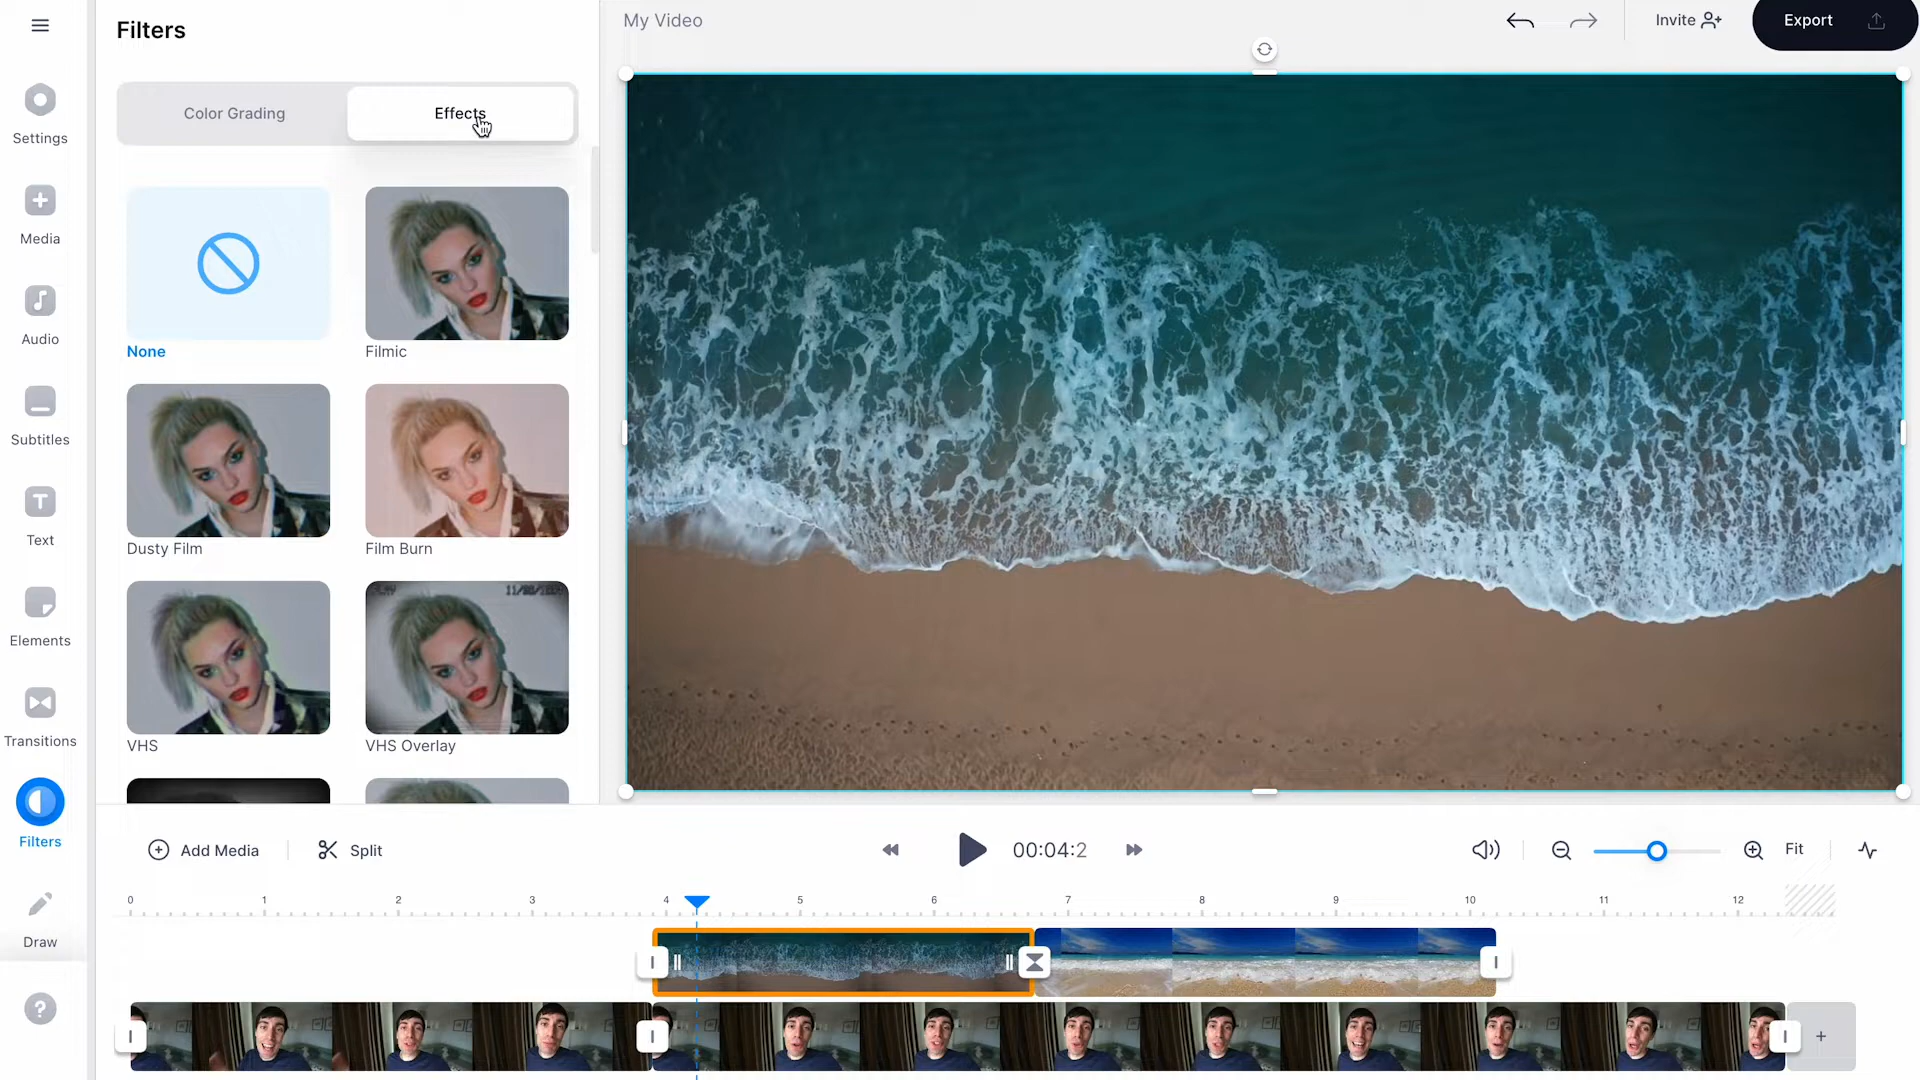 Filters
My Video
Invite
Export
Color Grading
Effects
Settings
Media
Audio
Subtitles
Text
Elements
Transitions
Filters
Draw
None
Filmic
Dusty Film
Film Burn
VHS
VHS Overlay
Add Media
Split
00:04:2
Fit
0 1 2 3 4 5 6 7 8 9 10 11 12